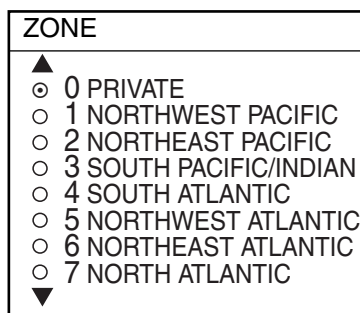 ZONE
0 PRIVATE
1 NORTHWEST PACIFIC
2 NORTHEAST PACIFIC
3 SOUTH PACIFIC/INDIAN
4 SOUTH ATLANTIC
5 NORTHWEST ATLANTIC
6 NORTHEAST ATLANTIC
7 NORTH ATLANTIC